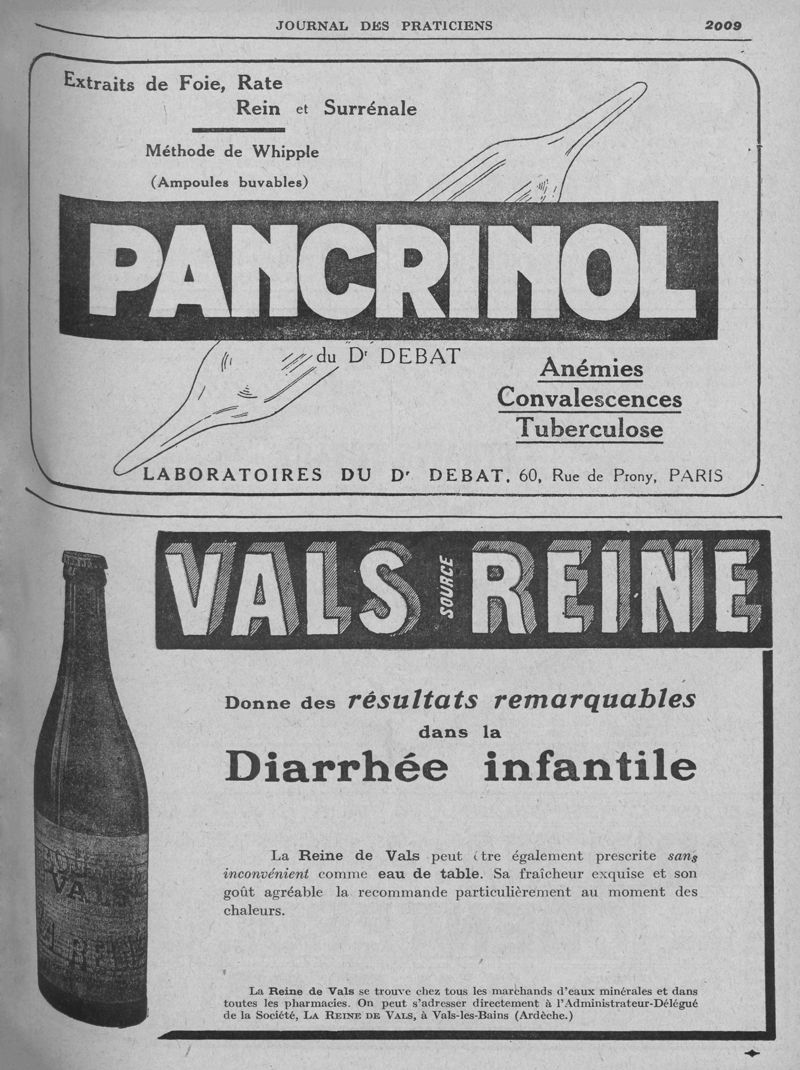 JOURNAL DES PRATICIENS 2009
Extraits de Foie, Rate
Rein et Surrénale
Méthode de Whipple
(Ampoules buvables)
PANCRINOL
du Dr DEBAT
Anémies
Convalescences
Tuberculose
LABORATOIRES DU Dr DEBAT. 60, Rue de Prony, PARIS
VALS SOURCE REINE
Donne des résultats remarquables
dans la
Diarrhée infantile
La Reine de Vals peut être également prescrite sans
inconvénient comme eau de table. Sa fraîcheur exquise et son
goût agréable la recommande particulièrement au moment des
chaleurs.
VALS
LA REINE
La Reine de Vals se trouve chez tous les marchands d'eaux minérales et dans
toutes les pharmacies. On peut s'adresser directement à l'Administrateur-Délégué
de la Société, LA REINE DE VALS, à Vals-les-Bains (Ardèche.)